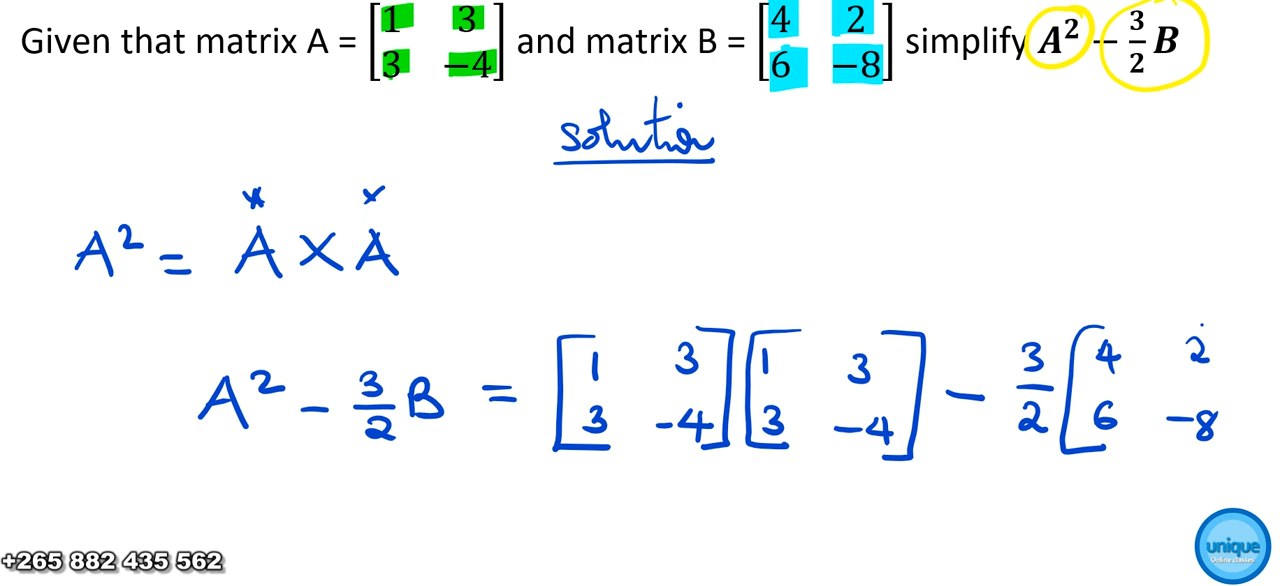 Given that matrix A = [1 3; 3 −4] and matrix B = [4 2; 6 −8] simplify A² − 3/2 B
solution
A² = A × A
A² − 3/2 B = [1 3; 3 −4] [1 3; 3 −4] − 3/2 [4 2; 6 −8
+265 882 435 562
unique
Online classes